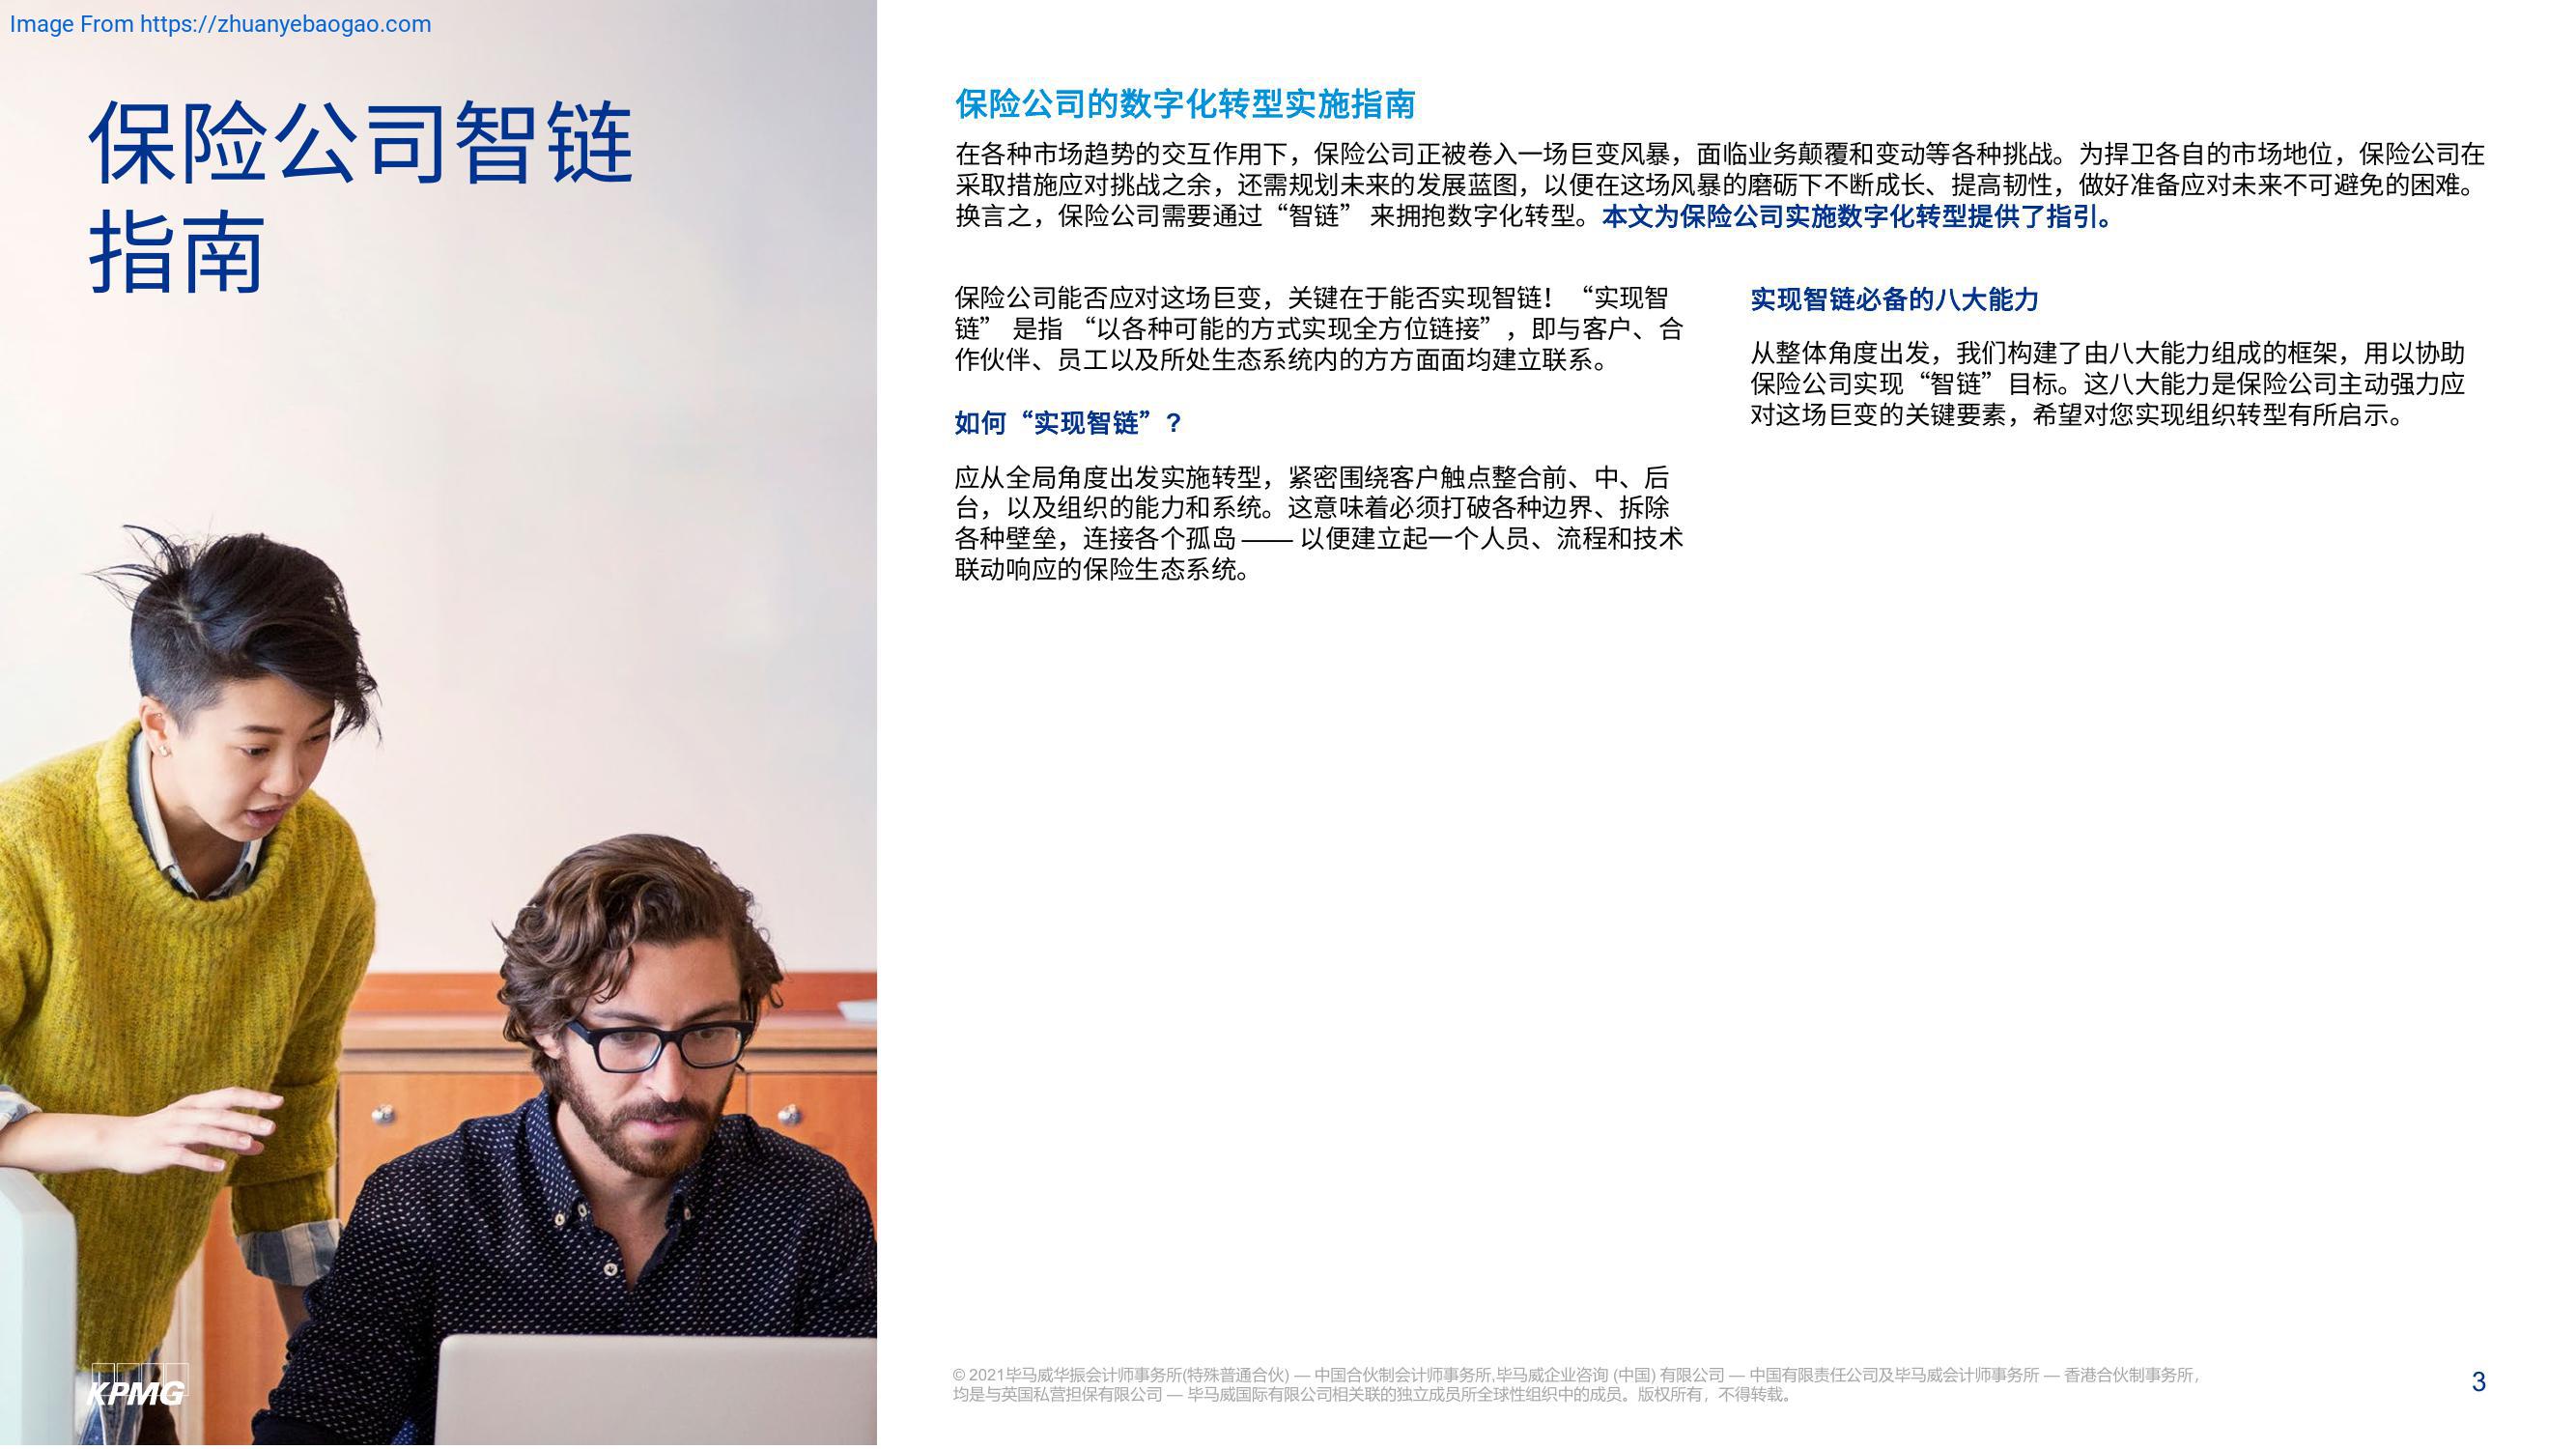 Image From https://zhuanyebaogao.com
保险公司智链
指南
保险公司的数字化转型实施指南
在各种市场趋势的交互作用下，保险公司正被卷入一场巨变风暴，面临业务颠覆和变动等各种挑战。为捍卫各自的市场地位，保险公司在
采取措施应对挑战之余，还需规划未来的发展蓝图，以便在这场风暴的磨砺下不断成长、提高韧性，做好准备应对未来不可避免的困难。
换言之，保险公司需要通过“智链” 来拥抱数字化转型。本文为保险公司实施数字化转型提供了指引。
保险公司能否应对这场巨变，关键在于能否实现智链！“实现智
链” 是指 “以各种可能的方式实现全方位链接”，即与客户、合
作伙伴、员工以及所处生态系统内的方方面面均建立联系。
如何“实现智链”?
应从全局角度出发实施转型，紧密围绕客户触点整合前、中、后
台，以及组织的能力和系统。这意味着必须打破各种边界、拆除
各种壁垒，连接各个孤岛 —— 以便建立起一个人员、流程和技术
联动响应的保险生态系统。
实现智链必备的八大能力
从整体角度出发，我们构建了由八大能力组成的框架，用以协助
保险公司实现“智链”目标。这八大能力是保险公司主动强力应
对这场巨变的关键要素，希望对您实现组织转型有所启示。
KPMG
© 2021毕马威华振会计师事务所(特殊普通合伙) — 中国合伙制会计师事务所,毕马威企业咨询 (中国) 有限公司 — 中国有限责任公司及毕马威会计师事务所 — 香港合伙制事务所，
均是与英国私营担保有限公司 — 毕马威国际有限公司相关联的独立成员所全球性组织中的成员。版权所有，不得转载。
3